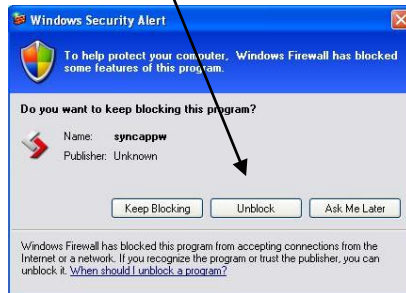 Windows Security Alert
To help protect your computer, Windows Firewall has blocked
some features of this program.
Do you want to keep blocking this program?
Name: syncappw
Publisher: Unknown
Keep Blocking Unblock Ask Me Later
Windows Firewall has blocked this program from accepting connections from the
Internet or a network. If you recognize the program or trust the publisher, you can
unblock it. When should I unblock a program?